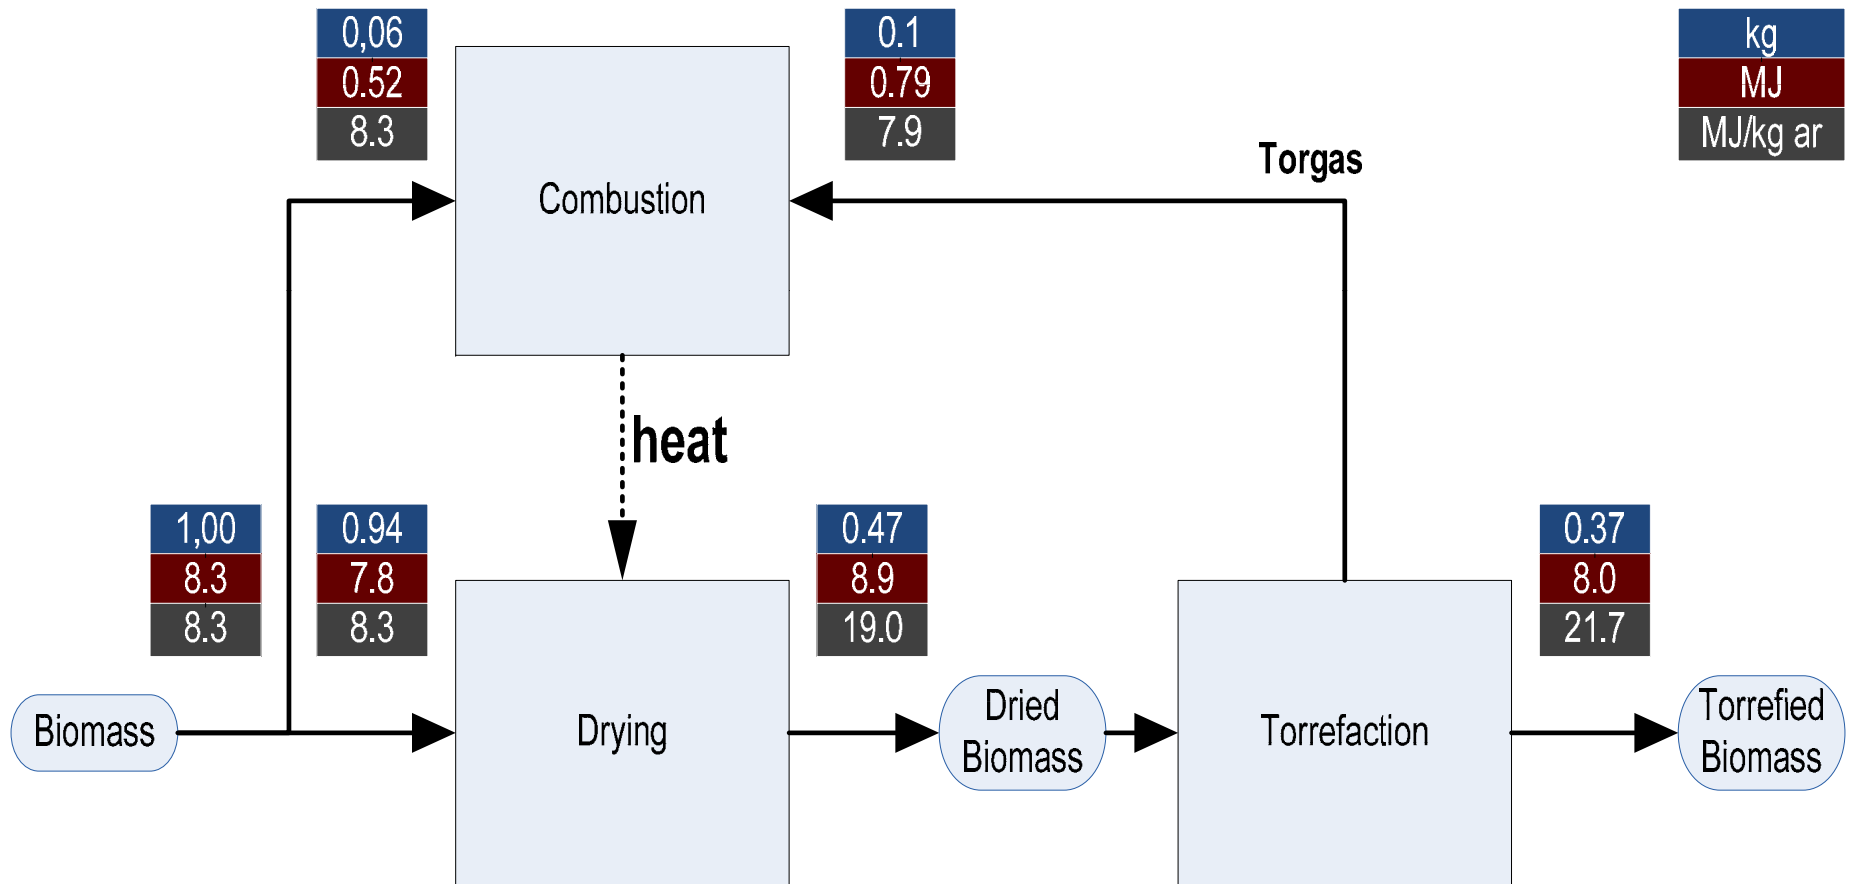 0,06
0.52
8.3
0.1
0.79
7.9
kg
MJ
MJ/kg ar
Torgas
Combustion
heat
1,00
8.3
8.3
0.94
7.8
8.3
0.47
8.9
19.0
0.37
8.0
21.7
Biomass
Drying
Dried
Biomass
Torrefaction
Torrefied
Biomass